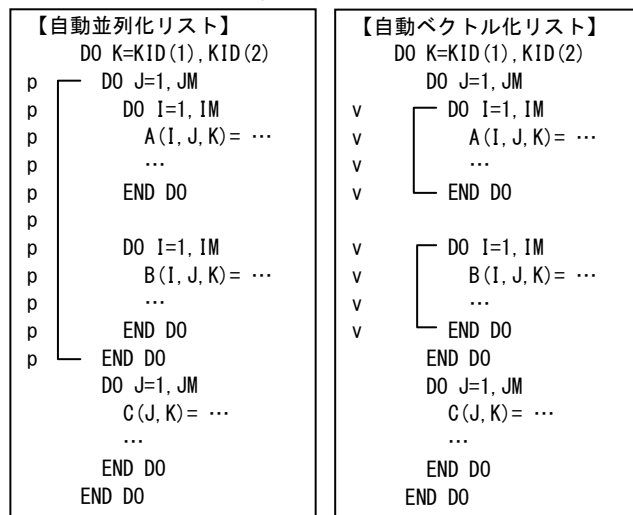 【自動並列化リスト】
DO K=KID(1),KID(2)
p DO J=1,JM
p DO I=1,IM
p A(I,J,K)= …
p …
p END DO
p
p DO I=1,IM
p B(I,J,K)= …
p …
p END DO
p END DO
DO J=1,JM
C(J,K)= …
…
END DO
END DO
【自動ベクトル化リスト】
DO K=KID(1),KID(2)
DO J=1,JM
v DO I=1,IM
v A(I,J,K)= …
v …
v END DO
v DO I=1,IM
v B(I,J,K)= …
v …
v END DO
END DO
DO J=1,JM
C(J,K)= …
…
END DO
END DO